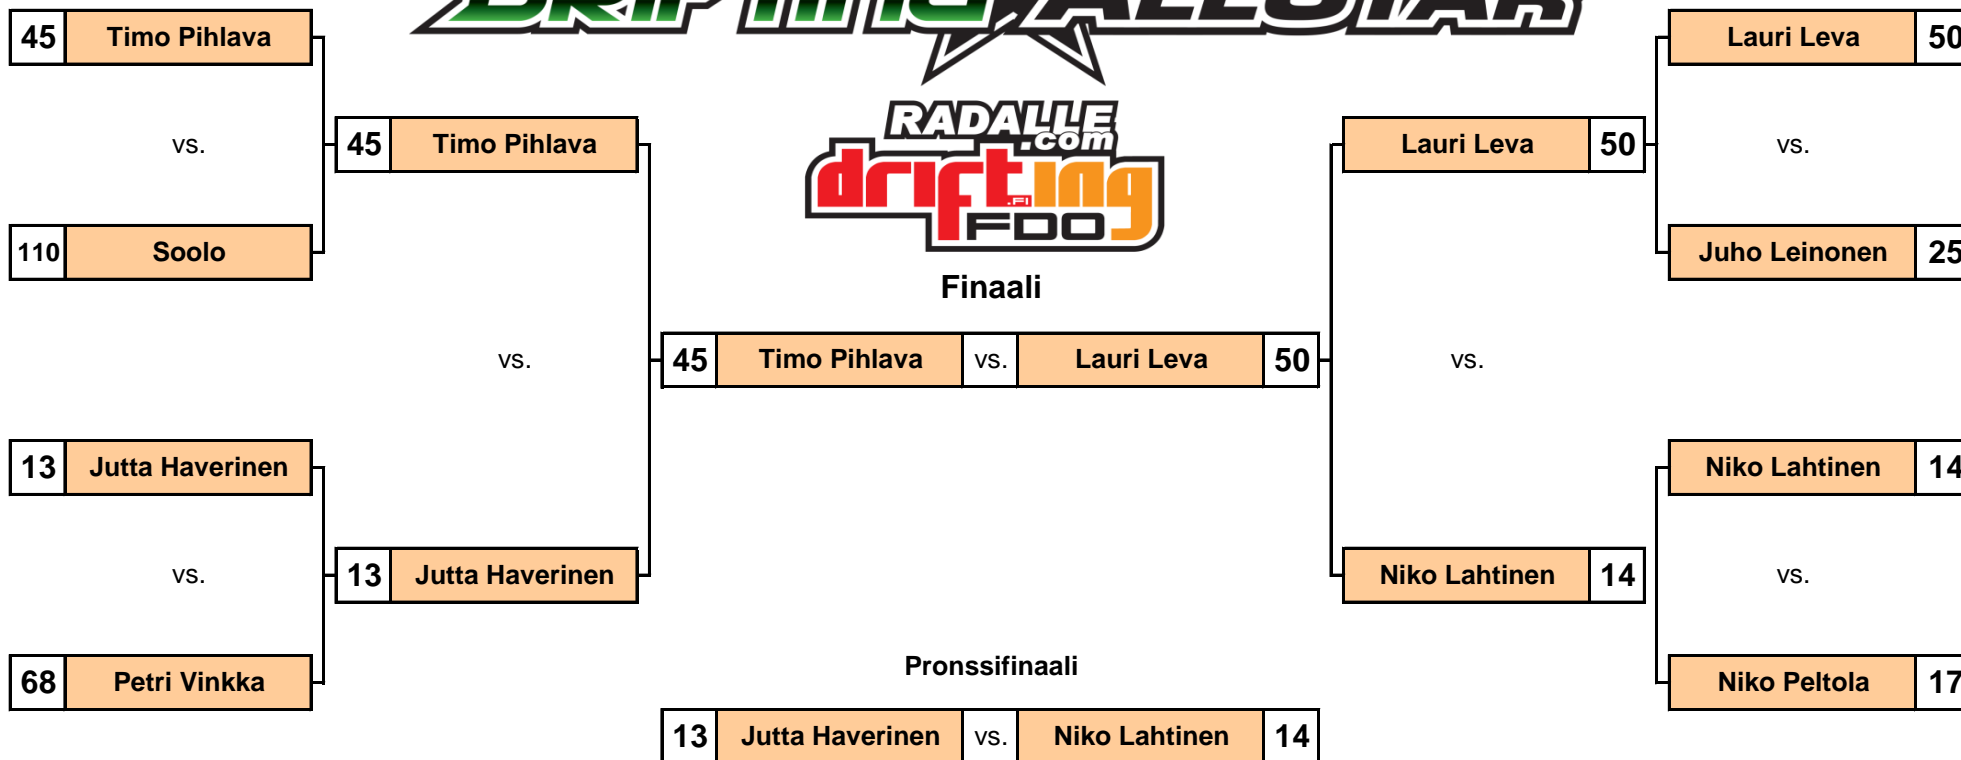 DRIFTING ALLSTAR
45 Timo Pihlava
vs.
110 Soolo
45 Timo Pihlava
vs.
13 Jutta Haverinen
vs.
68 Petri Vinkka
13 Jutta Haverinen
RADALLE
.com
drifting
.FI
FDO
Finaali
45 Timo Pihlava vs. Lauri Leva 50
Pronssifinaali
13 Jutta Haverinen vs. Niko Lahtinen 14
Lauri Leva 50
vs.
Niko Lahtinen 14
Lauri Leva 50
vs.
Juho Leinonen 25
Niko Lahtinen 14
vs.
Niko Peltola 17